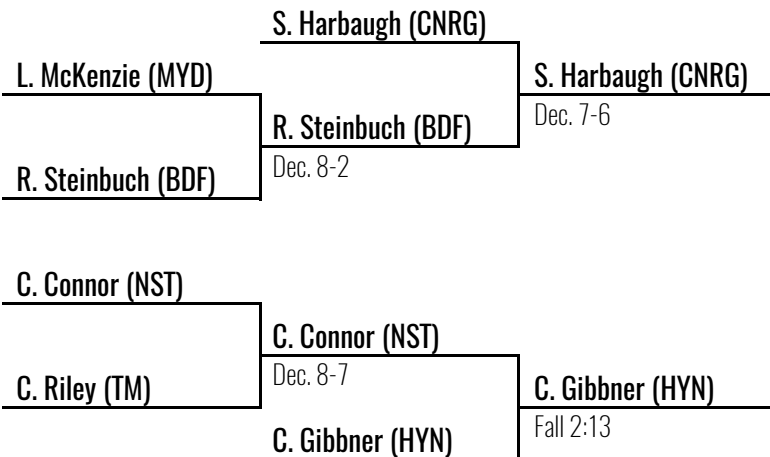 S. Harbaugh (CNRG)
L. McKenzie (MYD)
S. Harbaugh (CNRG)
Dec. 7-6
R. Steinbuch (BDF)
Dec. 8-2
R. Steinbuch (BDF)
C. Connor (NST)
C. Connor (NST)
Dec. 8-7
C. Riley (TM)
C. Gibbner (HYN)
Fall 2:13
C. Gibbner (HYN)